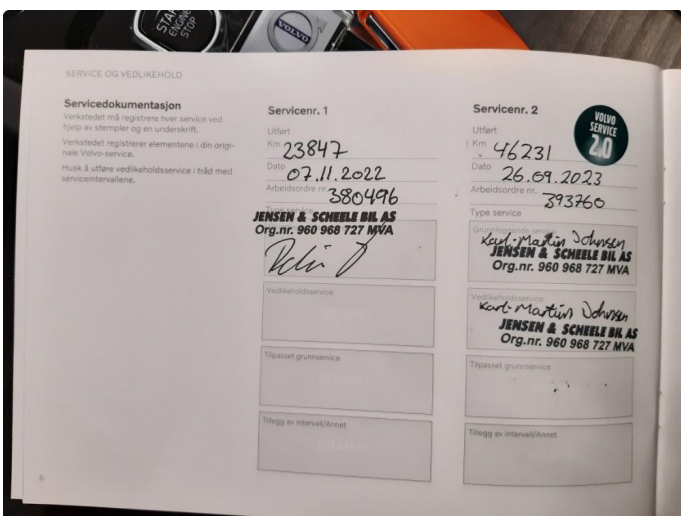 START
ENGINE
STOP
VOLVO
SERVICE OG VEDLIKEHOLD
Servicedokumentasjon
Verkstedet må registrere hver service ved
hjelp av stempler og en underskrift.
Verkstedet registrerer elementene i din origi-
nale Volvo-service.
Husk å utføre vedlikeholdsservice i tråd med
serviceintervallene.
6
Servicenr. 1
Utført
Km 23847
Dato 07.11.2022
Arbeidsordre nr. 380496
Type service
JENSEN & SCHEELE BIL AS
Org.nr. 960 968 727 MVA
Vedlikeholdsservice
Tilpasset grunnservice
Tillegg av intervall/Annet
Servicenr. 2
VOLVO
SERVICE
2.0
Utført
Km 46231
Dato 26.09.2023
Arbeidsordre nr. 393760
Type service
Grunnleggende service
Karl-Martin Johnsen
JENSEN & SCHEELE BIL AS
Org.nr. 960 968 727 MVA
Vedlikeholdsservice
Karl-Martin Johnsen
JENSEN & SCHEELE BIL AS
Org.nr. 960 968 727 MVA
Tilpasset grunnservice
Tillegg av intervall/Annet